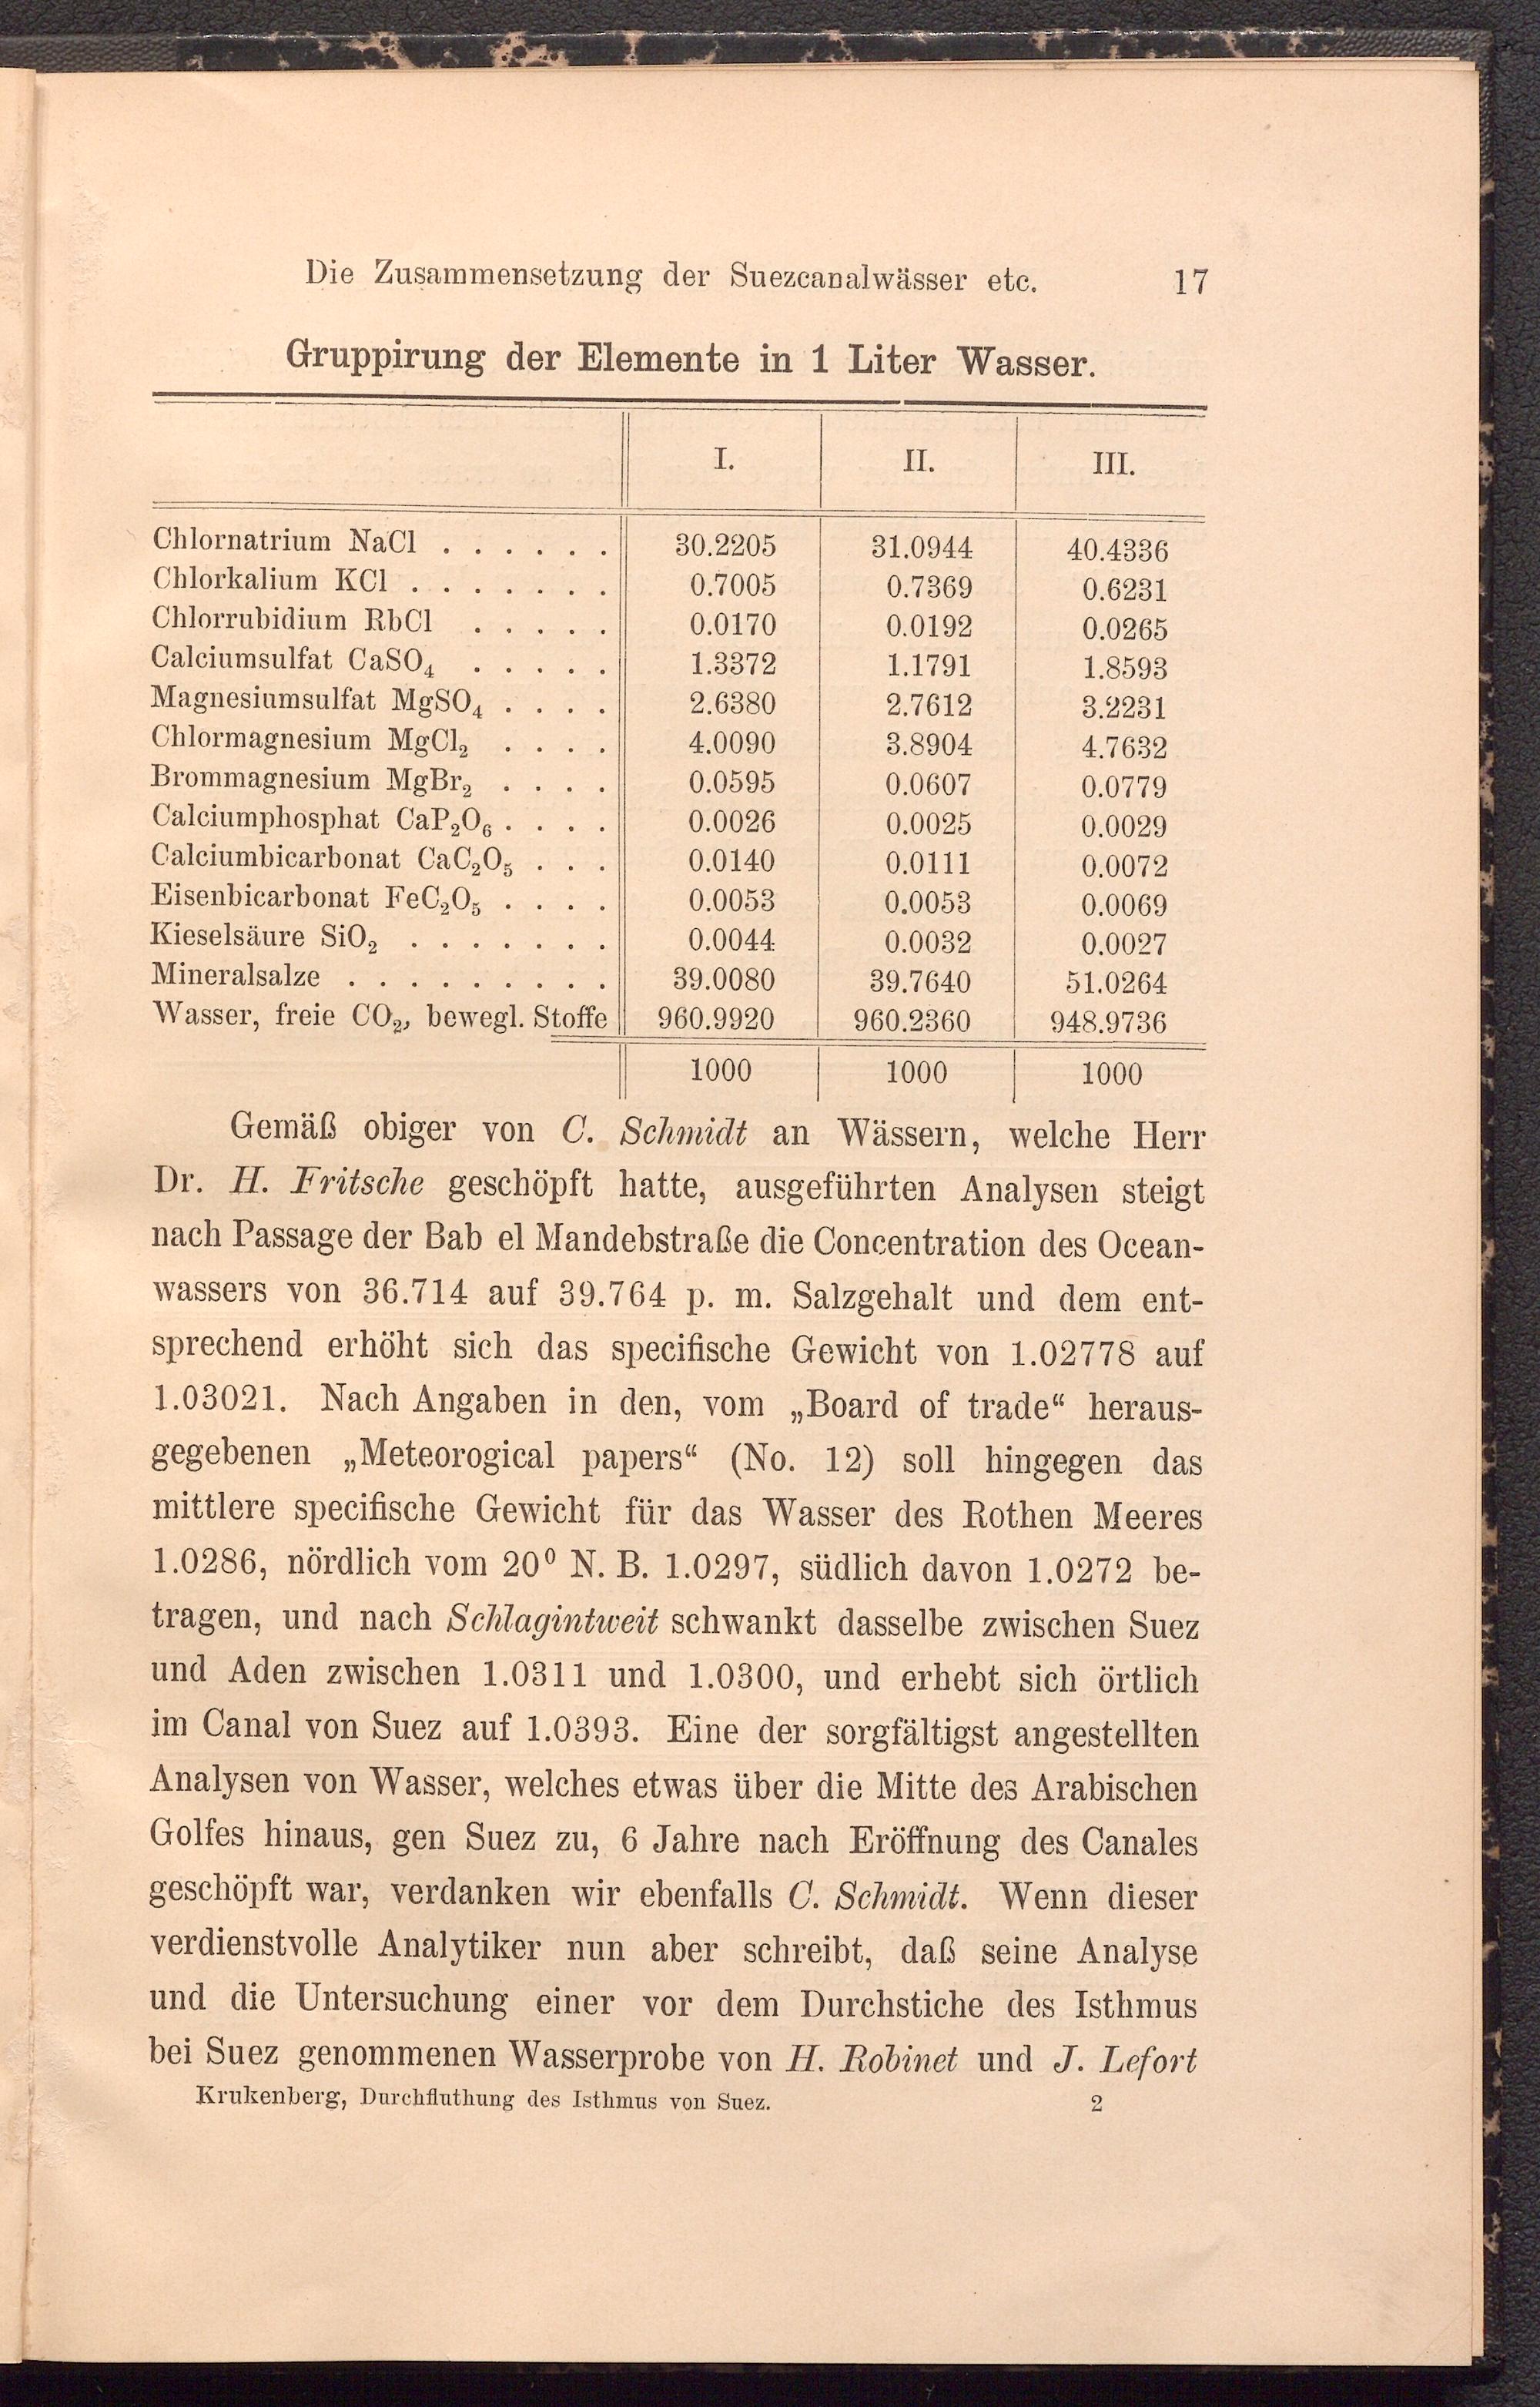 Die Zusammensetzung der Suezcanalwässer etc. 17
Gruppirung der Elemente in 1 Liter Wasser.
I. II. III.
Chlornatrium NaCl . . . . . . 30.2205 31.0944 40.4336
Chlorkalium KCl . . . . . . . 0.7005 0.7369 0.6231
Chlorrubidium RbCl . . . . . 0.0170 0.0192 0.0265
Calciumsulfat CaSO₄ . . . . . 1.3372 1.1791 1.8593
Magnesiumsulfat MgSO₄ . . . . 2.6380 2.7612 3.2231
Chlormagnesium MgCl₂ . . . . 4.0090 3.8904 4.7632
Brommagnesium MgBr₂ . . . . 0.0595 0.0607 0.0779
Calciumphosphat CaP₂O₆ . . . . 0.0026 0.0025 0.0029
Calciumbicarbonat CaC₂O₅ . . . 0.0140 0.0111 0.0072
Eisenbicarbonat FeC₂O₅ . . . . 0.0053 0.0053 0.0069
Kieselsäure SiO₂ . . . . . . . 0.0044 0.0032 0.0027
Mineralsalze . . . . . . . . . 39.0080 39.7640 51.0264
Wasser, freie CO₂, bewegl. Stoffe 960.9920 960.2360 948.9736
1000 1000 1000
Gemäß obiger von C. Schmidt an Wässern, welche Herr
Dr. H. Fritsche geschöpft hatte, ausgeführten Analysen steigt
nach Passage der Bab el Mandebstraße die Concentration des Ocean-
wassers von 36.714 auf 39.764 p. m. Salzgehalt und dem ent-
sprechend erhöht sich das specifische Gewicht von 1.02778 auf
1.03021. Nach Angaben in den, vom „Board of trade“ heraus-
gegebenen „Meteorogical papers“ (No. 12) soll hingegen das
mittlere specifische Gewicht für das Wasser des Rothen Meeres
1.0286, nördlich vom 20⁰ N. B. 1.0297, südlich davon 1.0272 be-
tragen, und nach Schlagintweit schwankt dasselbe zwischen Suez
und Aden zwischen 1.0311 und 1.0300, und erhebt sich örtlich
im Canal von Suez auf 1.0393. Eine der sorgfältigst angestellten
Analysen von Wasser, welches etwas über die Mitte des Arabischen
Golfes hinaus, gen Suez zu, 6 Jahre nach Eröffnung des Canales
geschöpft war, verdanken wir ebenfalls C. Schmidt. Wenn dieser
verdienstvolle Analytiker nun aber schreibt, daß seine Analyse
und die Untersuchung einer vor dem Durchstiche des Isthmus
bei Suez genommenen Wasserprobe von H. Robinet und J. Lefort
Krukenberg, Durchfluthung des Isthmus von Suez. 2